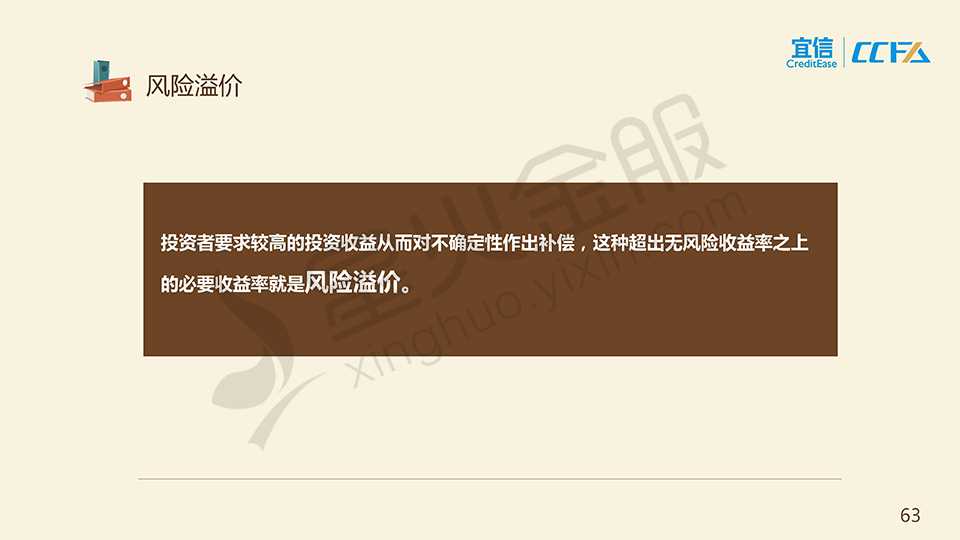 宜信
CreditEase
CCFA
风险溢价
投资者要求较高的投资收益从而对不确定性作出补偿，这种超出无风险收益率之上
的必要收益率就是风险溢价。
星火金服
xinghuo.yixin.com
63